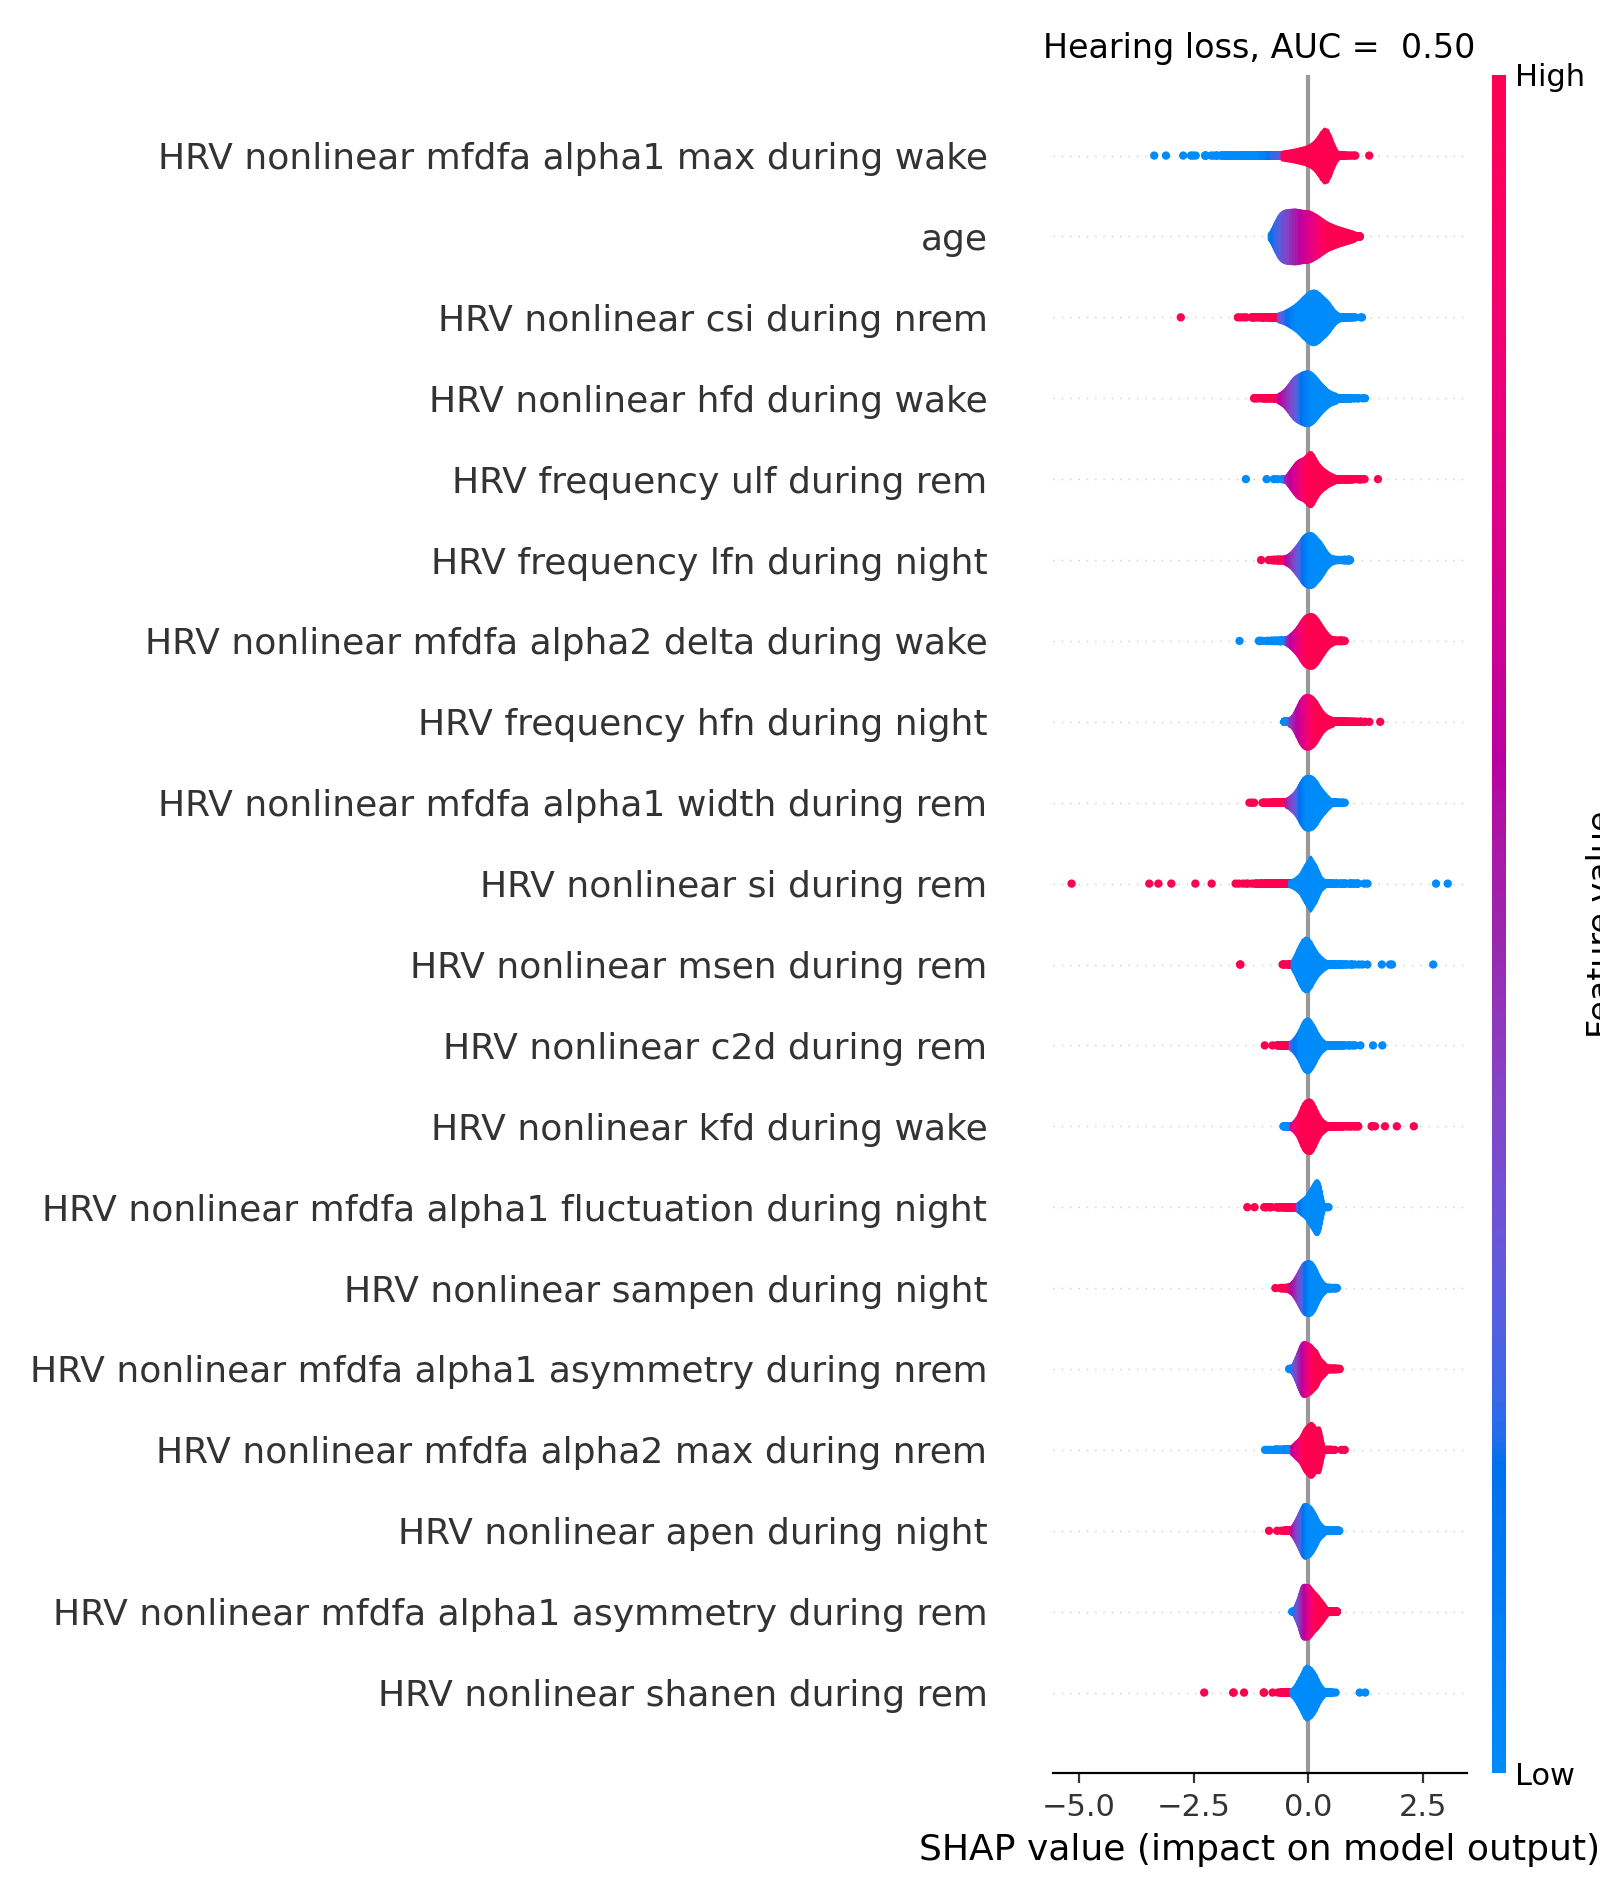 Hearing loss, AUC =  0.50
High
HRV nonlinear mfdfa alpha1 max during wake
age
HRV nonlinear csi during nrem
HRV nonlinear hfd during wake
HRV frequency ulf during rem
HRV frequency lfn during night
HRV nonlinear mfdfa alpha2 delta during wake
HRV frequency hfn during night
HRV nonlinear mfdfa alpha1 width during rem
HRV nonlinear si during rem
HRV nonlinear msen during rem
HRV nonlinear c2d during rem
HRV nonlinear kfd during wake
HRV nonlinear mfdfa alpha1 fluctuation during night
HRV nonlinear sampen during night
HRV nonlinear mfdfa alpha1 asymmetry during nrem
HRV nonlinear mfdfa alpha2 max during nrem
HRV nonlinear apen during night
HRV nonlinear mfdfa alpha1 asymmetry during rem
HRV nonlinear shanen during rem
Feature value
Low
−5.0 −2.5 0.0 2.5
SHAP value (impact on model output)